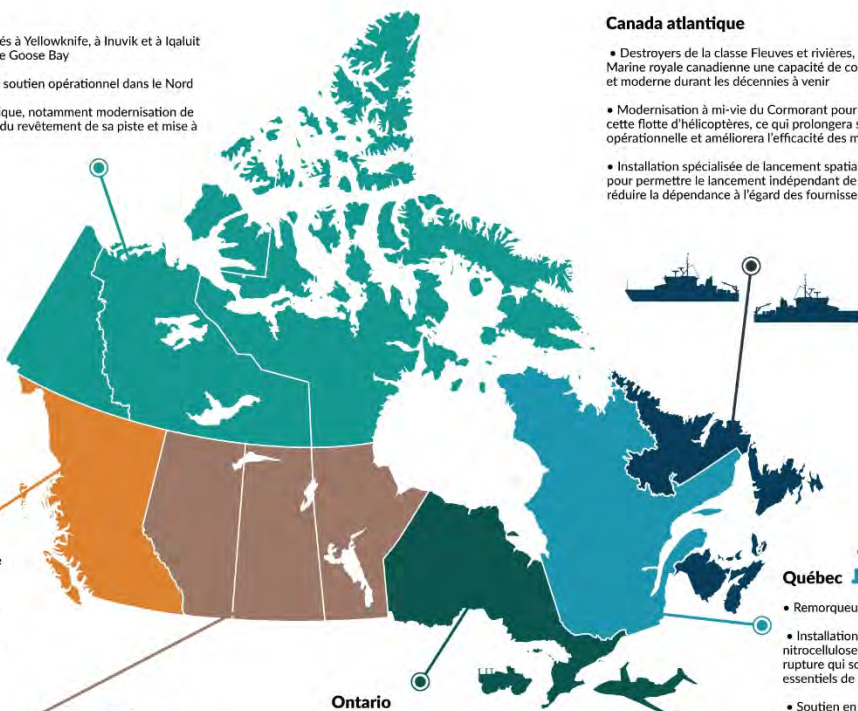 és à Yellowknife, à Inuvik et à Iqaluit
e Goose Bay
soutien opérationnel dans le Nord
ique, notamment modernisation de
du revêtement de sa piste et mise à
Canada atlantique
• Destroyers de la classe Fleuves et rivières,
Marine royale canadienne une capacité de co
et moderne durant les décennies à venir
• Modernisation à mi-vie du Cormorant pour
cette flotte d'hélicoptères, ce qui prolongera s
opérationnelle et améliorera l'efficacité des m
• Installation spécialisée de lancement spatia
pour permettre le lancement indépendant de
réduire la dépendance à l'égard des fournisse
e
Québec
• Remorqueu
• Installation
nitrocellulose
rupture qui so
essentiels de
• Soutien en
Ontario